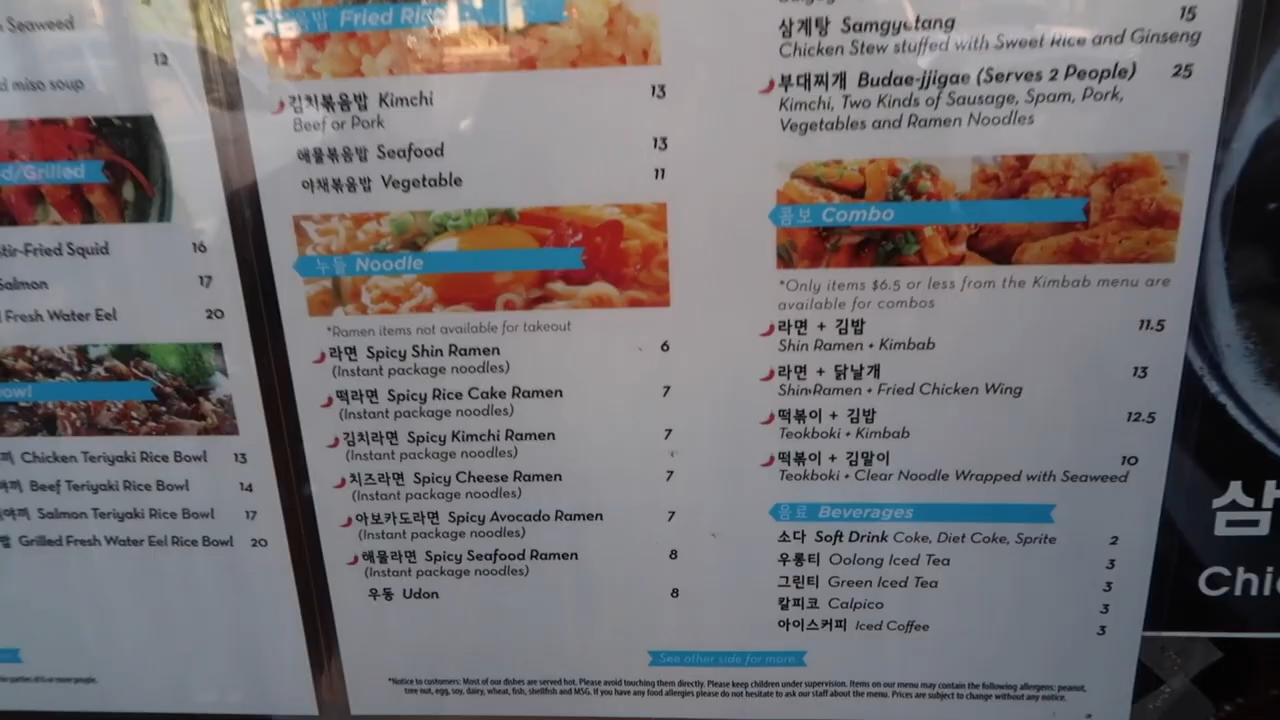 Seaweed
12
miso soup
d/Grilled
Stir-Fried Squid 16
Salmon 17
Fresh Water Eel 20
owl
Chicken Teriyaki Rice Bowl 13
Beef Teriyaki Rice Bowl 14
Salmon Teriyaki Rice Bowl 17
Grilled Fresh Water Eel Rice Bowl 20
볶음밥 Fried Rice
김치볶음밥 Kimchi 13
Beef or Pork
해물볶음밥 Seafood 13
야채볶음밥 Vegetable 11
누들 Noodle
*Ramen items not available for takeout
라면 Spicy Shin Ramen 6
(Instant package noodles)
떡라면 Spicy Rice Cake Ramen 7
(Instant package noodles)
김치라면 Spicy Kimchi Ramen 7
(Instant package noodles)
치즈라면 Spicy Cheese Ramen 7
(Instant package noodles)
아보카도라면 Spicy Avocado Ramen 7
(Instant package noodles)
해물라면 Spicy Seafood Ramen 8
(Instant package noodles)
우동 Udon 8
삼계탕 Samgyetang 15
Chicken Stew stuffed with Sweet Rice and Ginseng
부대찌개 Budae-jjigae (Serves 2 People) 25
Kimchi, Two Kinds of Sausage, Spam, Pork,
Vegetables and Ramen Noodles
콤보 Combo
*Only items $6.5 or less from the Kimbab menu are
available for combos
라면 + 김밥 11.5
Shin Ramen + Kimbab
라면 + 닭날개 13
Shin Ramen + Fried Chicken Wing
떡볶이 + 김밥 12.5
Teokboki + Kimbab
떡볶이 + 김말이 10
Teokboki + Clear Noodle Wrapped with Seaweed
음료 Beverages
소다 Soft Drink Coke, Diet Coke, Sprite 2
우롱티 Oolong Iced Tea 3
그린티 Green Iced Tea 3
칼피코 Calpico 3
아이스커피 Iced Coffee 3
See other side for more.
*Notice to customers: Most of our dishes are served hot. Please avoid touching them directly. Please keep children under supervision. Items on our menu may contain the following allergens: peanut,
tree nut, egg, soy, dairy, wheat, fish, shellfish and MSG. If you have any food allergies please do not hesitate to ask our staff about the menu. Prices are subject to change without any notice.
삼
Chi